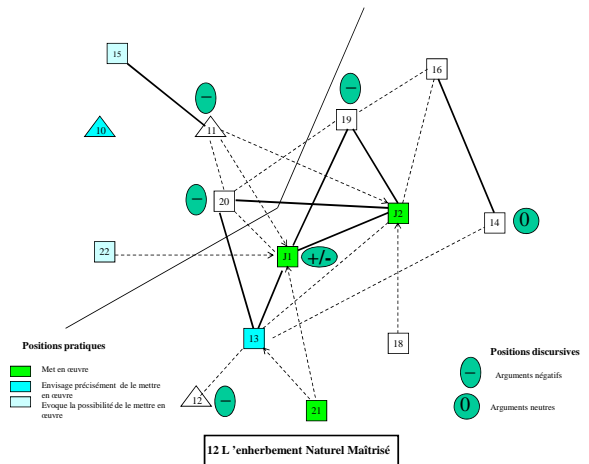 15
16
−
−
19
10
11
−
20
J2
14
0
22
J1
+/-
13
18
12
−
21
Positions pratiques
Met en œuvre
Envisage précisément de le mettre
en œuvre
Evoque la possibilité de le mettre en
œuvre
Positions discursives
−
Arguments négatifs
0
Arguments neutres
12 L 'enherbement Naturel Maîtrisé